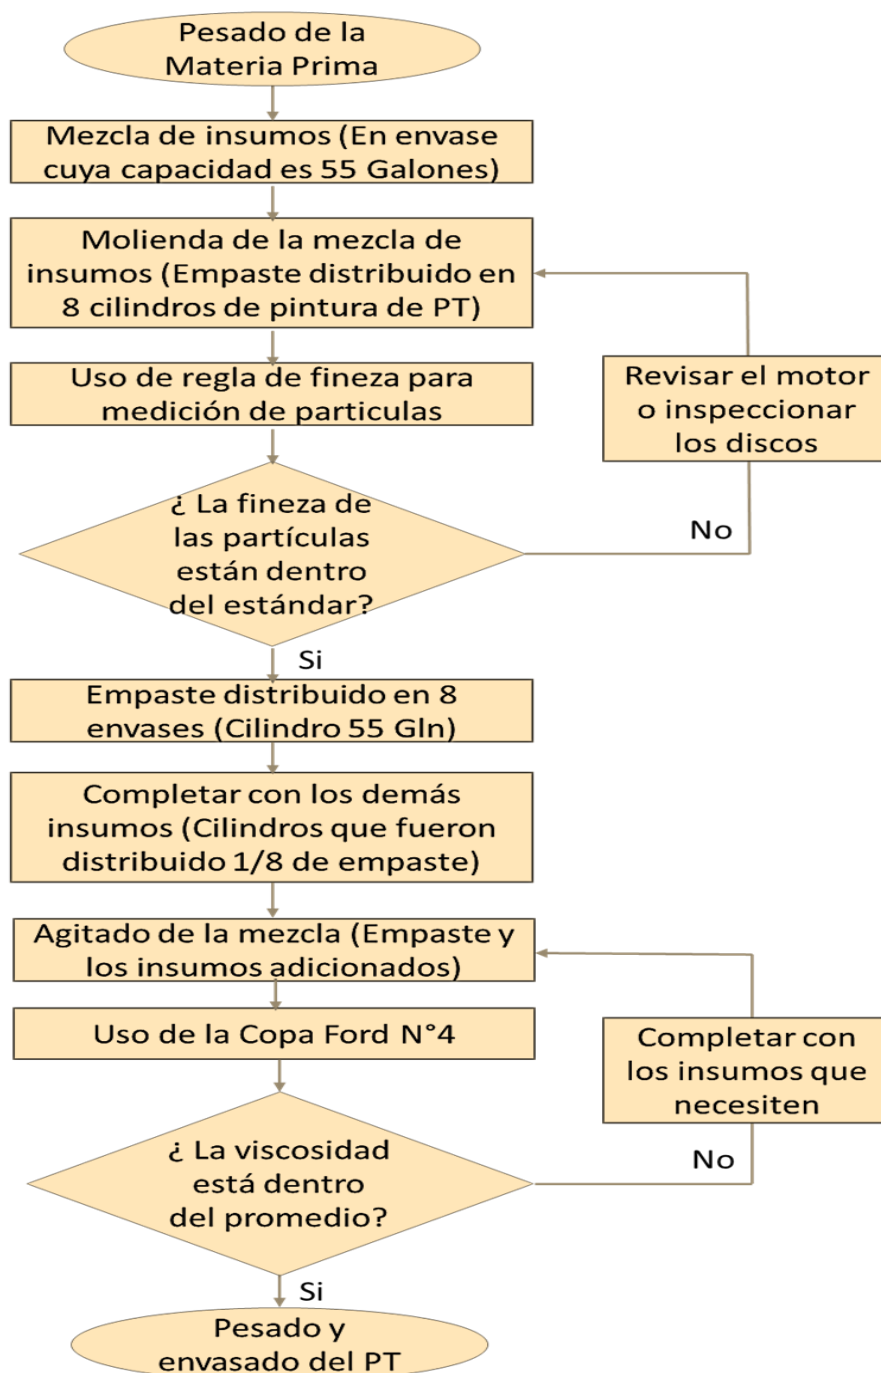 Pesado de la
Materia Prima
Mezcla de insumos (En envase
cuya capacidad es 55 Galones)
Molienda de la mezcla de
insumos (Empaste distribuido en
8 cilindros de pintura de PT)
Uso de regla de fineza para
medición de particulas
Revisar el motor
o inspeccionar
los discos
¿ La fineza de
las partículas
están dentro
del estándar?
No
Si
Empaste distribuido en 8
envases (Cilindro 55 Gln)
Completar con los demás
insumos (Cilindros que fueron
distribuido 1/8 de empaste)
Agitado de la mezcla (Empaste y
los insumos adicionados)
Uso de la Copa Ford N°4
Completar con
los insumos que
necesiten
¿ La viscosidad
está dentro
del promedio?
No
Si
Pesado y
envasado del PT